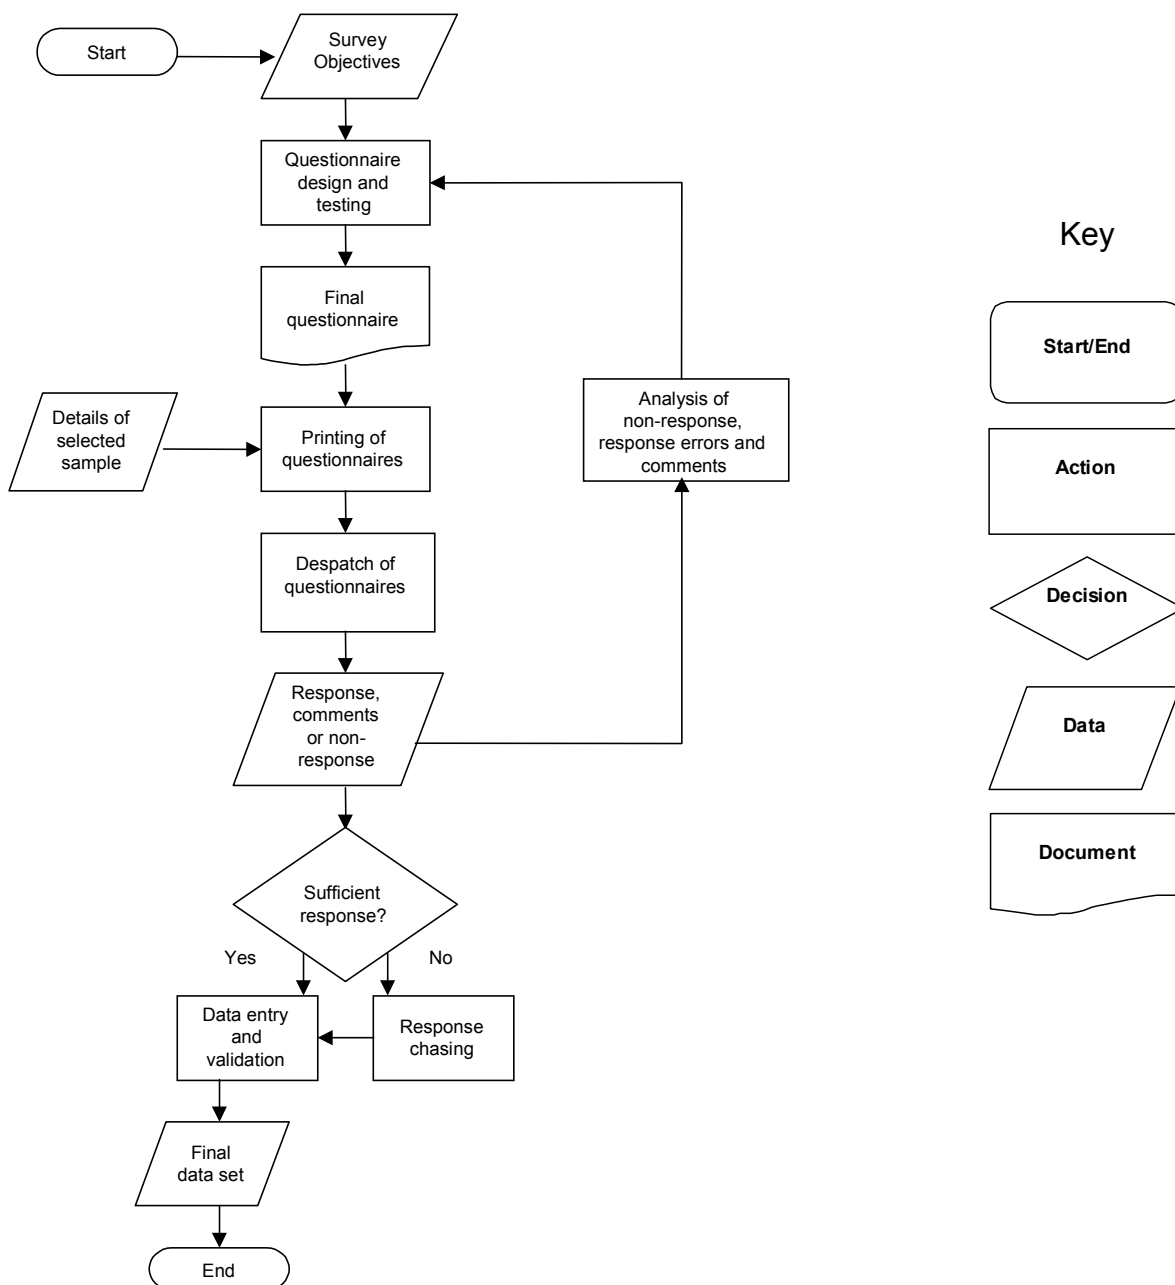 Start
Survey
Objectives
Questionnaire
design and
testing
Final
questionnaire
Details of
selected
sample
Printing of
questionnaires
Analysis of
non-response,
response errors and
comments
Despatch of
questionnaires
Response,
comments
or non-
response
Sufficient
response?
Yes
No
Data entry
and
validation
Response
chasing
Final
data set
End
Key
Start/End
Action
Decision
Data
Document